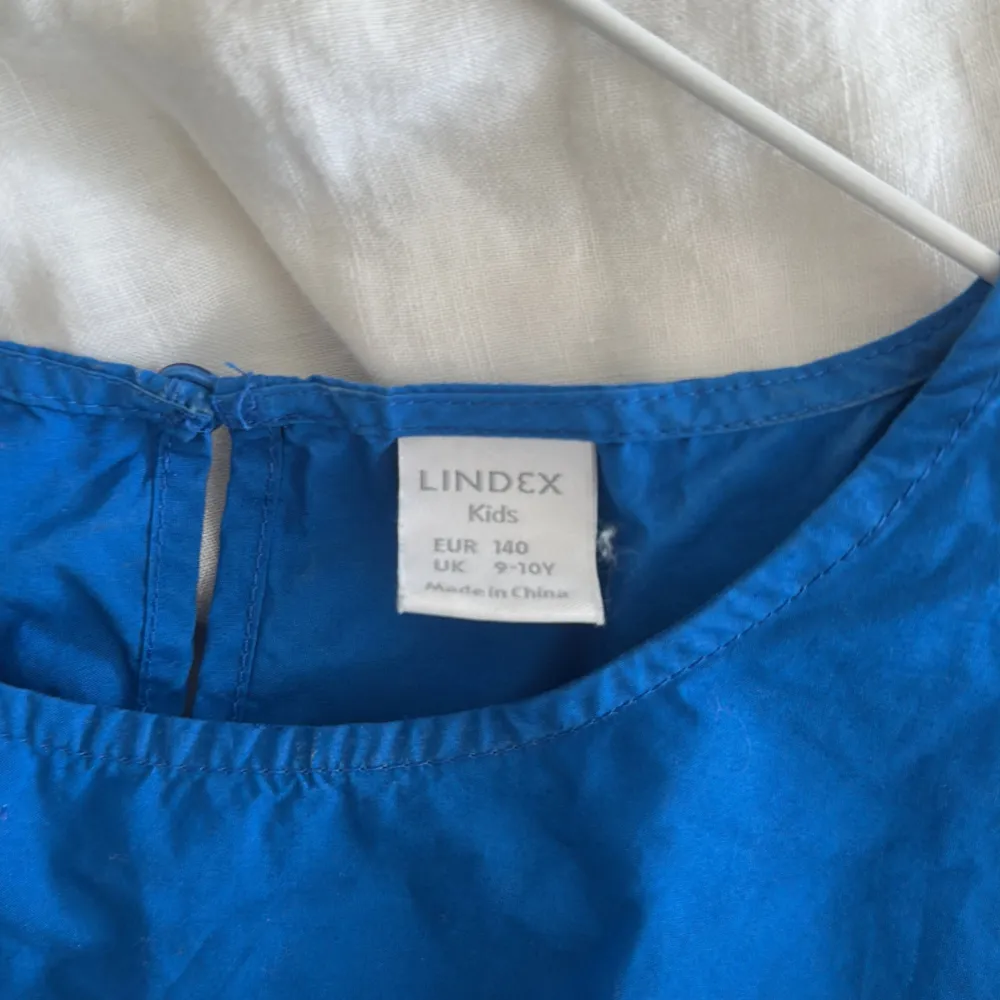 LINDEX
Kids
EUR 140
UK 9-10Y
Made in China